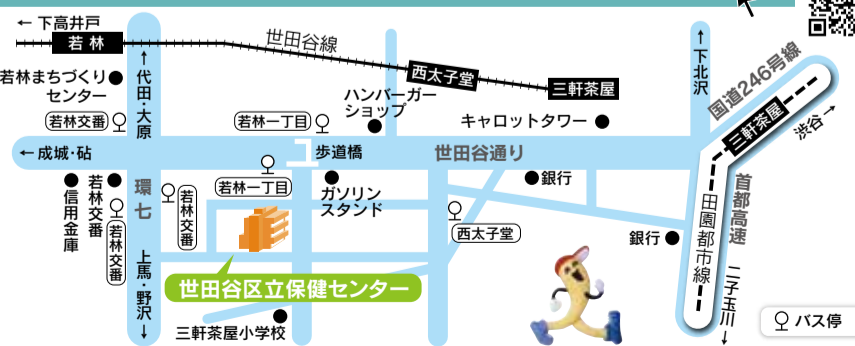 ← 下高井戸
若林
世田谷線
西太子堂
三軒茶屋
↑
代田・大原
若林まちづくり
センター
若林交番
若林一丁目
ハンバーガー
ショップ
キャロットタワー
↑
下北沢
国道246号線
三軒茶屋
渋谷→
← 成城・砧
歩道橋
世田谷通り
若林一丁目
信用金庫
若林交番
若林交番
環七
若林交番
ガソリン
スタンド
銀行
西太子堂
銀行
田園都市線
首都高速
二子玉川
↓
上馬・野沢
↓
世田谷区立保健センター
三軒茶屋小学校
バス停